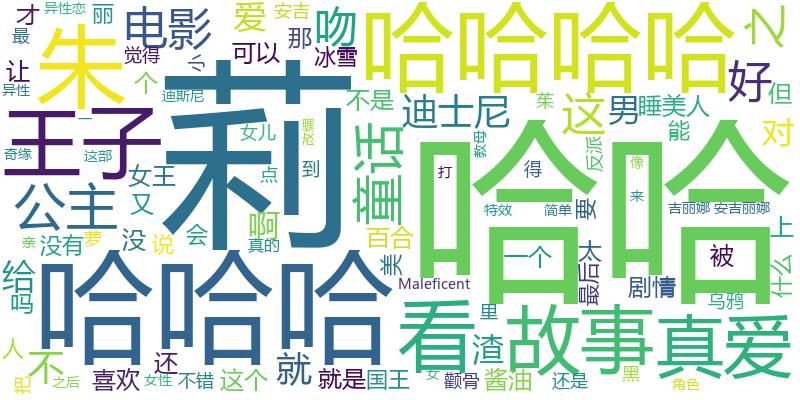 才 异性恋 丽 电影 爱 安吉 吻 哈哈哈哈 之
最 朱 觉得 那 冰雪 可以 好
让 个 小 不是 迪士尼 这 男 睡美人 但
异性 迪斯尼 莉 茱 能 对
王子 一 女儿 改编 童话 哈哈 教母 反派
奇缘 这部 点 到 打 得 像
公主 女王 又 啊 特效 简单 要 来 吉丽娜 安吉丽娜
亲 没有 萝 没 说 会 真的 百合 一个 太 被 上
给 吗 哈哈哈 美 Maleficent 最后 剧情 乌鸦 什么
人 不 还 就 看 里 渣 故事 真爱
把 之后 喜欢 女性 不错 这个 就是 国王 女 颧骨 酱油 还是 黑 角色